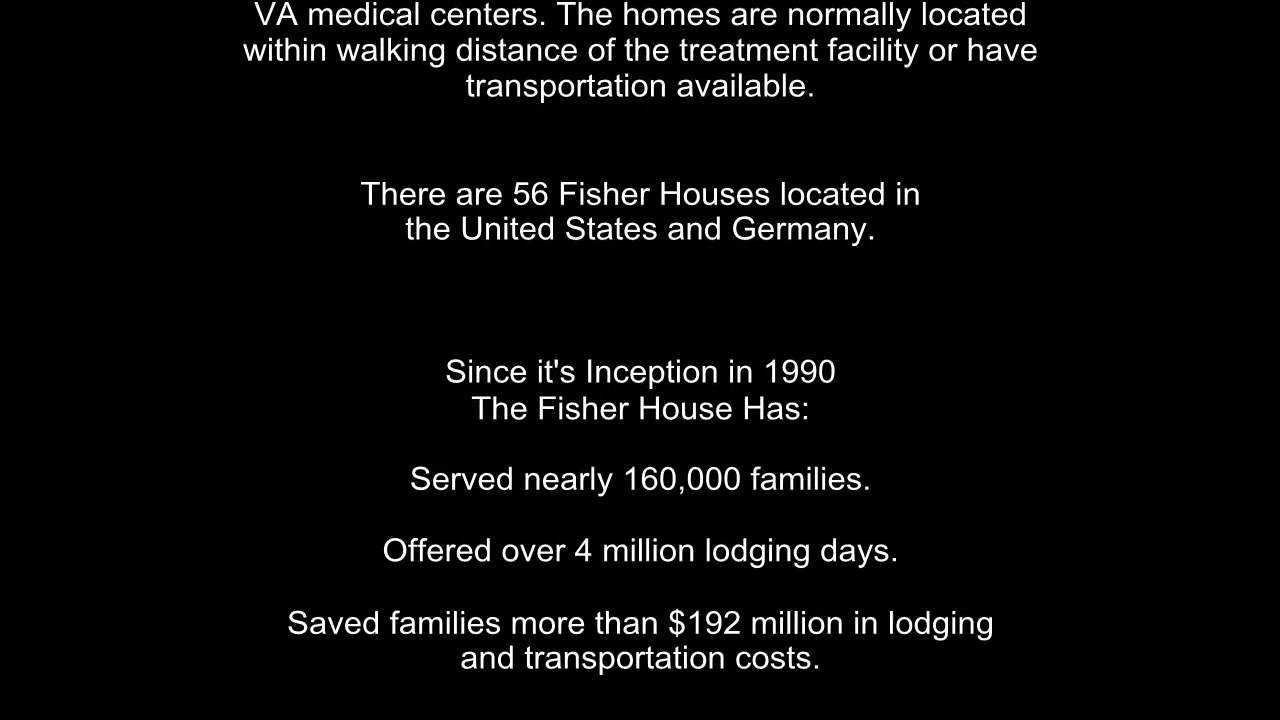 VA medical centers. The homes are normally located
within walking distance of the treatment facility or have
transportation available.
There are 56 Fisher Houses located in
the United States and Germany.
Since it's Inception in 1990
The Fisher House Has:
Served nearly 160,000 families.
Offered over 4 million lodging days.
Saved families more than $192 million in lodging
and transportation costs.